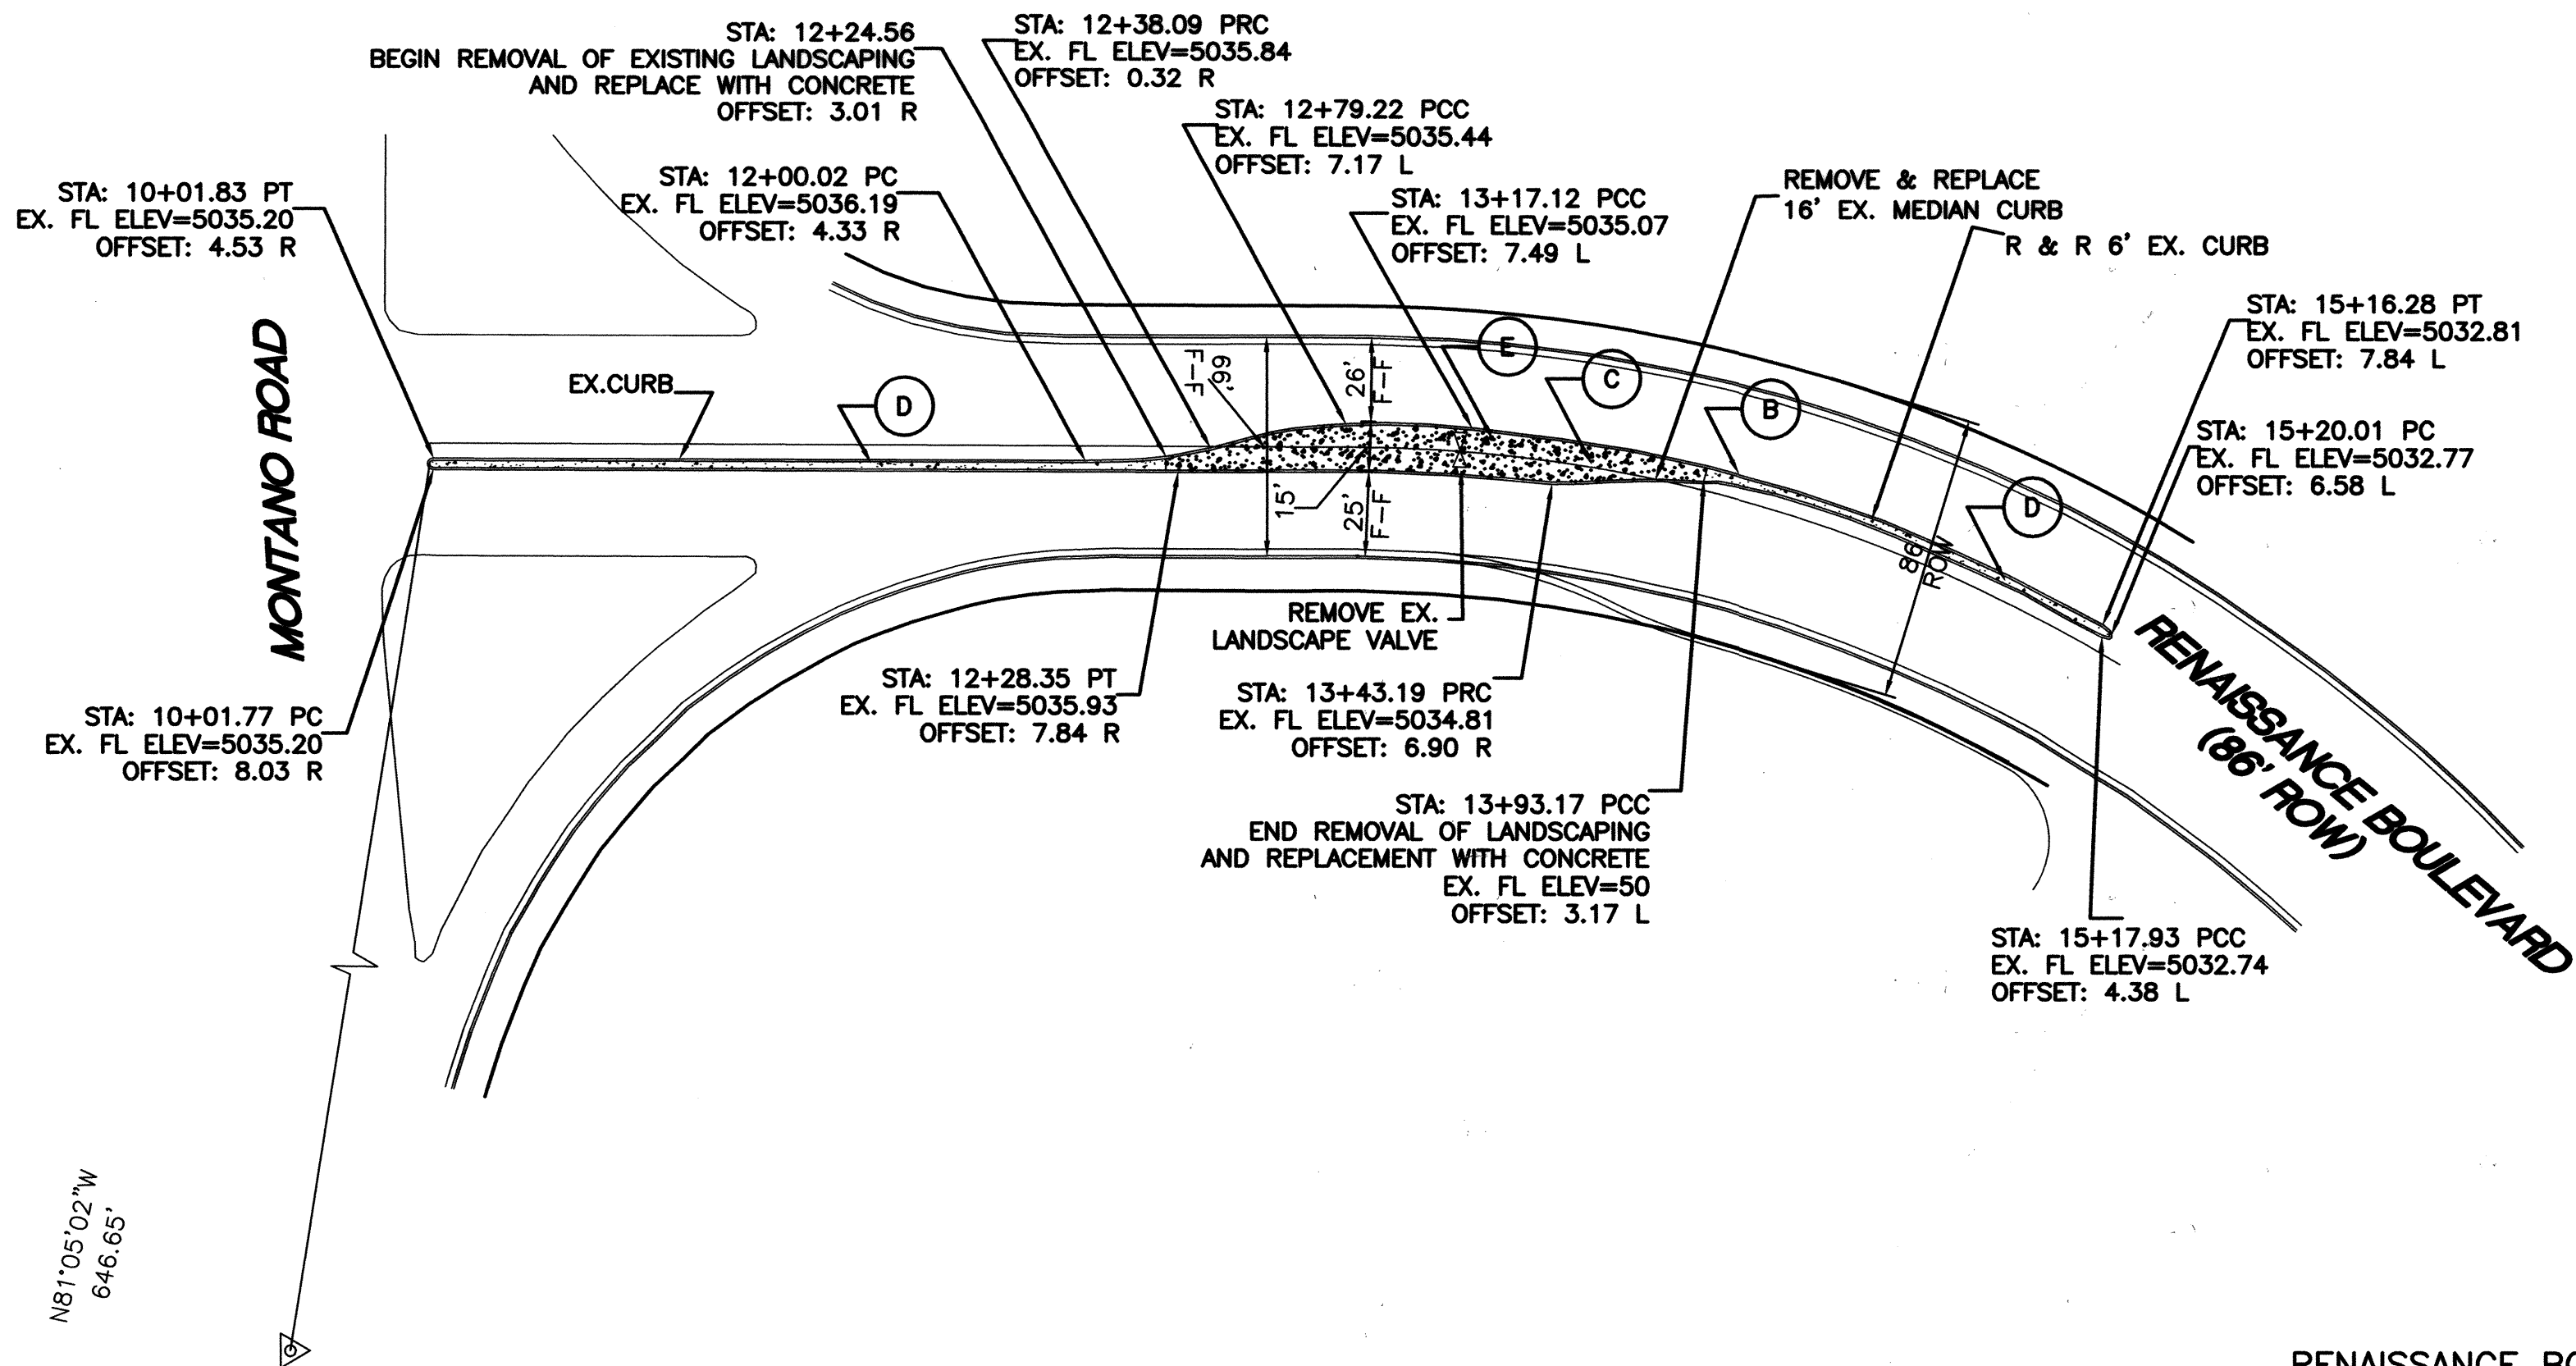 STA: 12+24.56
BEGIN REMOVAL OF EXISTING LANDSCAPING
AND REPLACE WITH CONCRETE
OFFSET: 3.01 R
STA: 12+38.09 PRC
EX. FL ELEV=5035.84
OFFSET: 0.32 R
STA: 12+79.22 PCC
EX. FL ELEV=5035.44
OFFSET: 7.17 L
STA: 10+01.83 PT
EX. FL ELEV=5035.20
OFFSET: 4.53 R
STA: 12+00.02 PC
EX. FL ELEV=5036.19
OFFSET: 4.33 R
STA: 13+17.12 PCC
EX. FL ELEV=5035.07
OFFSET: 7.49 L
REMOVE & REPLACE
16' EX. MEDIAN CURB
R & R 6' EX. CURB
STA: 15+16.28 PT
EX. FL ELEV=5032.81
OFFSET: 7.84 L
MONTANO ROAD
EX.CURB
D
66'
F-F
26'
F-F
E
C
B
STA: 15+20.01 PC
EX. FL ELEV=5032.77
OFFSET: 6.58 L
15'
25'
F-F
D
86'
ROW
REMOVE EX.
LANDSCAPE VALVE
STA: 10+01.77 PC
EX. FL ELEV=5035.20
OFFSET: 8.03 R
STA: 12+28.35 PT
EX. FL ELEV=5035.93
OFFSET: 7.84 R
STA: 13+43.19 PRC
EX. FL ELEV=5034.81
OFFSET: 6.90 R
RENAISSANCE BOULEVARD
(86' ROW)
STA: 13+93.17 PCC
END REMOVAL OF LANDSCAPING
AND REPLACEMENT WITH CONCRETE
EX. FL ELEV=50
OFFSET: 3.17 L
STA: 15+17.93 PCC
EX. FL ELEV=5032.74
OFFSET: 4.38 L
N81°05'02"W
646.65'
RENAISSANCE